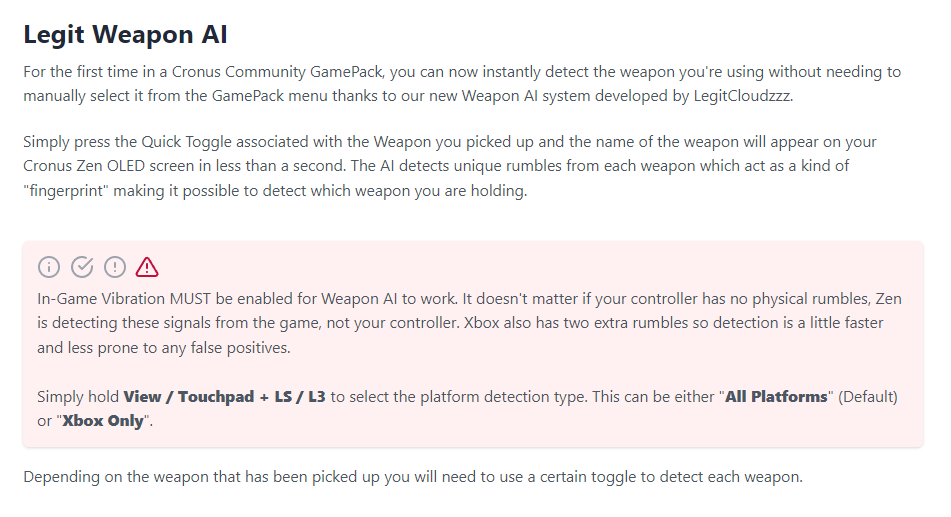 Legit Weapon AI
For the first time in a Cronus Community GamePack, you can now instantly detect the weapon you're using without needing to
manually select it from the GamePack menu thanks to our new Weapon AI system developed by LegitCloudzzz.
Simply press the Quick Toggle associated with the Weapon you picked up and the name of the weapon will appear on your
Cronus Zen OLED screen in less than a second. The AI detects unique rumbles from each weapon which act as a kind of
"fingerprint" making it possible to detect which weapon you are holding.
In-Game Vibration MUST be enabled for Weapon AI to work. It doesn't matter if your controller has no physical rumbles, Zen
is detecting these signals from the game, not your controller. Xbox also has two extra rumbles so detection is a little faster
and less prone to any false positives.
Simply hold View / Touchpad + LS / L3 to select the platform detection type. This can be either "All Platforms" (Default)
or "Xbox Only".
Depending on the weapon that has been picked up you will need to use a certain toggle to detect each weapon.